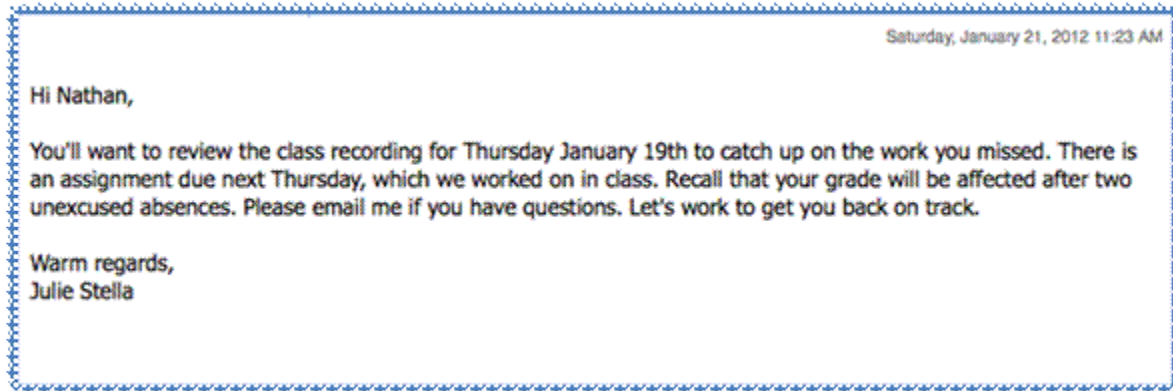 Saturday, January 21, 2012 11:23 AM
Hi Nathan,
You'll want to review the class recording for Thursday January 19th to catch up on the work you missed. There is
an assignment due next Thursday, which we worked on in class. Recall that your grade will be affected after two
unexcused absences. Please email me if you have questions. Let's work to get you back on track.
Warm regards,
Julie Stella